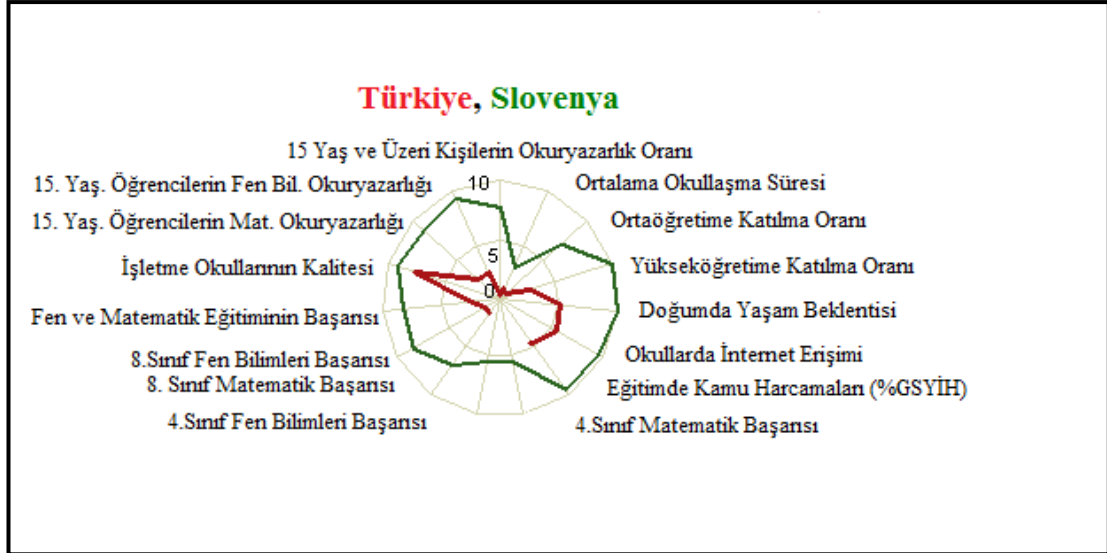 Türkiye, Slovenya
15 Yaş ve Üzeri Kişilerin Okuryazarlık Oranı
15. Yaş. Öğrencilerin Fen Bil. Okuryazarlığı
10
Ortalama Okullaşma Süresi
15. Yaş. Öğrencilerin Mat. Okuryazarlığı
Ortaöğretime Katılma Oranı
İşletme Okullarının Kalitesi
5
Yükseköğretime Katılma Oranı
0
Fen ve Matematik Eğitiminin Başarısı
Doğumda Yaşam Beklentisi
8.Sınıf Fen Bilimleri Başarısı
Okullarda İnternet Erişimi
8. Sınıf Matematik Başarısı
Eğitimde Kamu Harcamaları (%GSYİH)
4.Sınıf Fen Bilimleri Başarısı
4.Sınıf Matematik Başarısı